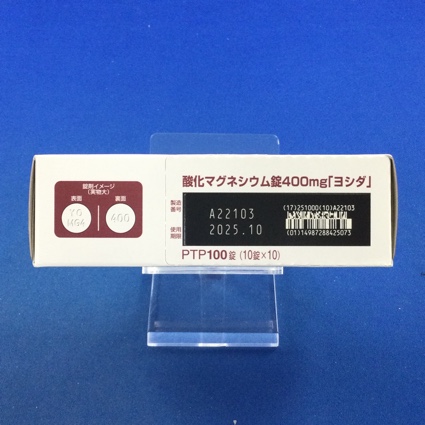 酸化マグネシウム錠400mg「ヨシダ」
錠剤イメージ
(実物大)
表面
裏面
YO
MG4
400
製造
番号
A22103
使用
期限
2025.10
(17)251000(10)A22103
(01)14987288425073
PTP100錠 (10錠×10)